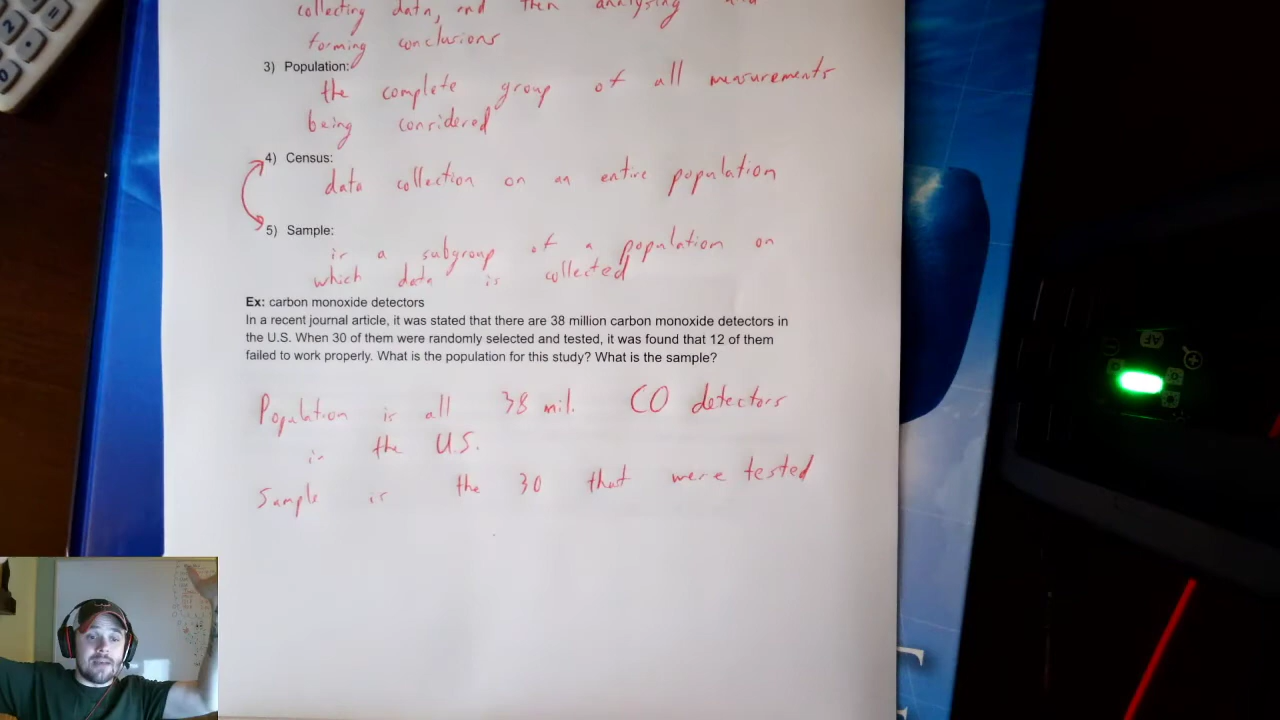 collecting data, and then analysing
forming conclusions
3) Population:
the complete group of all measurements
being considered
4) Census:
data collection on an entire population
5) Sample:
is a subgroup of a population on
which data is collected
Ex: carbon monoxide detectors
In a recent journal article, it was stated that there are 38 million carbon monoxide detectors in
the U.S. When 30 of them were randomly selected and tested, it was found that 12 of them
failed to work properly. What is the population for this study? What is the sample?
Population is all 38 mil. CO detectors
in the U.S.
Sample is the 30 that were tested
AF